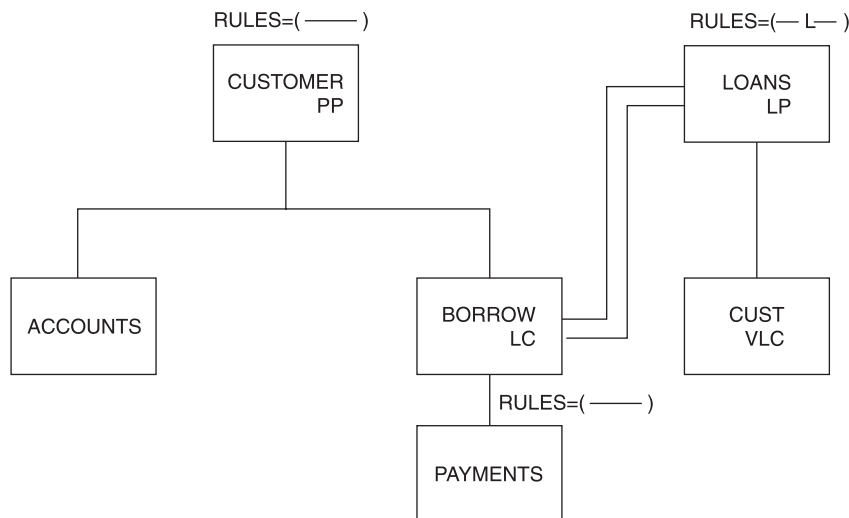 RULES=( —— )
RULES=(— L— )
CUSTOMER
PP
LOANS
LP
ACCOUNTS
BORROW
LC
CUST
VLC
RULES=( —— )
PAYMENTS